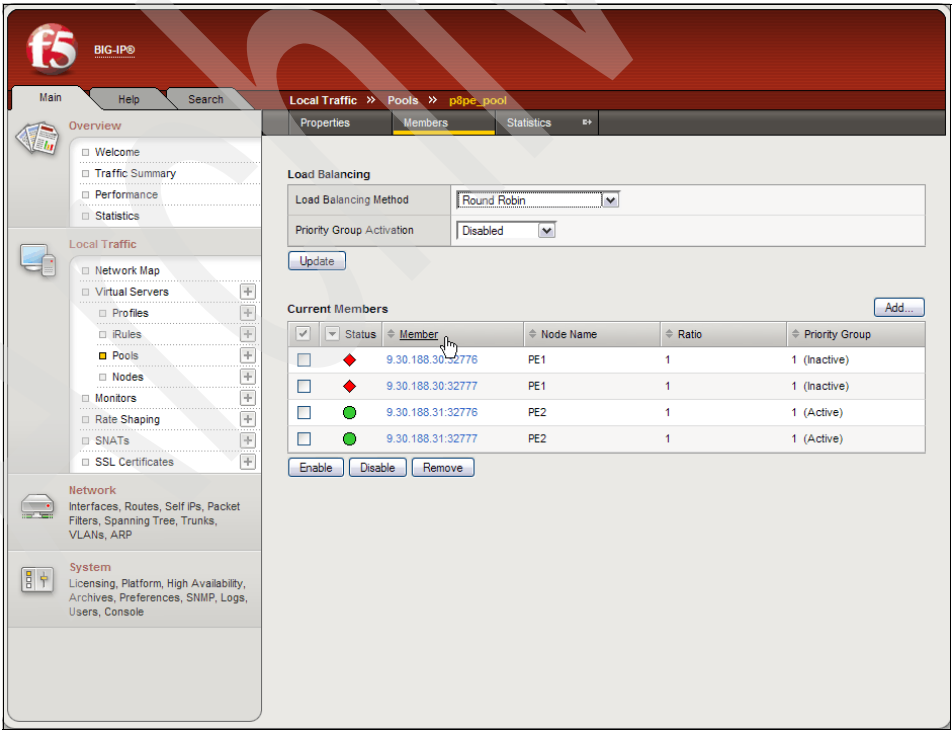 f5
BIG-IP®
Main Help Search
Local Traffic » Pools » p8pe_pool
Properties Members Statistics
Overview
Welcome
Traffic Summary
Performance
Statistics
Local Traffic
Network Map
Virtual Servers
Profiles
iRules
Pools
Nodes
Monitors
Rate Shaping
SNATs
SSL Certificates
Network
Interfaces, Routes, Self IPs, Packet
Filters, Spanning Tree, Trunks,
VLANs, ARP
System
Licensing, Platform, High Availability,
Archives, Preferences, SNMP, Logs,
Users, Console
Load Balancing
Load Balancing Method Round Robin
Priority Group Activation Disabled
Update
Current Members Add...
Status Member Node Name Ratio Priority Group
9.30.188.30:32776 PE1 1 1 (Inactive)
9.30.188.30:32777 PE1 1 1 (Inactive)
9.30.188.31:32776 PE2 1 1 (Active)
9.30.188.31:32777 PE2 1 1 (Active)
Enable Disable Remove